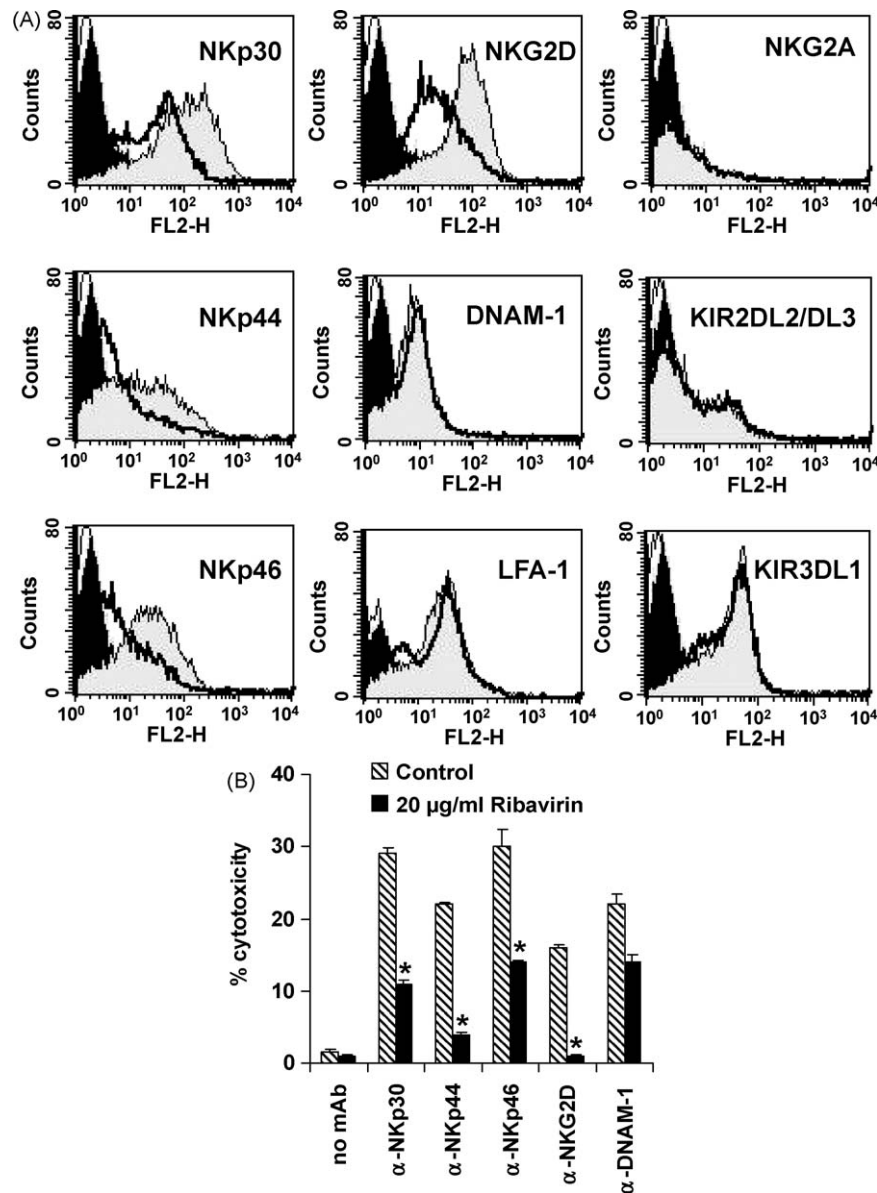 (A)
80
NKp30
Counts
0
10⁰ 10¹ 10² 10³ 10⁴
FL2-H
80
NKG2D
Counts
0
10⁰ 10¹ 10² 10³ 10⁴
FL2-H
80
NKG2A
Counts
0
10⁰ 10¹ 10² 10³ 10⁴
FL2-H
80
NKp44
Counts
0
10⁰ 10¹ 10² 10³ 10⁴
FL2-H
80
DNAM-1
Counts
0
10⁰ 10¹ 10² 10³ 10⁴
FL2-H
80
KIR2DL2/DL3
Counts
0
10⁰ 10¹ 10² 10³ 10⁴
FL2-H
80
NKp46
Counts
0
10⁰ 10¹ 10² 10³ 10⁴
FL2-H
80
LFA-1
Counts
0
10⁰ 10¹ 10² 10³ 10⁴
FL2-H
80
KIR3DL1
Counts
0
10⁰ 10¹ 10² 10³ 10⁴
FL2-H
(B)
Control
20 µg/ml Ribavirin
% cytotoxicity
40
30
20
10
0
* * * *
no mAb
α-NKp30
α-NKp44
α-NKp46
α-NKG2D
α-DNAM-1